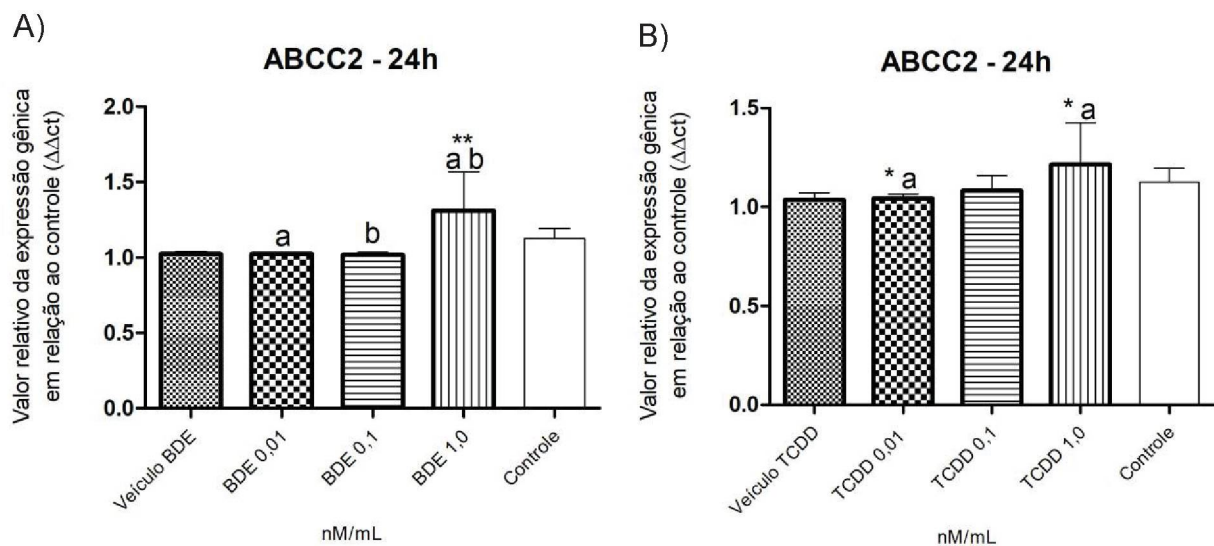 A)
ABCC2 - 24h
Valor relativo da expressão gênica
em relação ao controle (ΔΔct)
2.0
1.5
1.0
0.5
0.0
a
b
**
a b
Veículo BDE
BDE 0,01
BDE 0,1
BDE 1,0
Controle
nM/mL
B)
ABCC2 - 24h
Valor relativo da expressão gênica
em relação ao controle (ΔΔct)
1.5
1.0
0.5
0.0
* a
* a
Veículo TCDD
TCDD 0,01
TCDD 0,1
TCDD 1,0
Controle
nM/mL